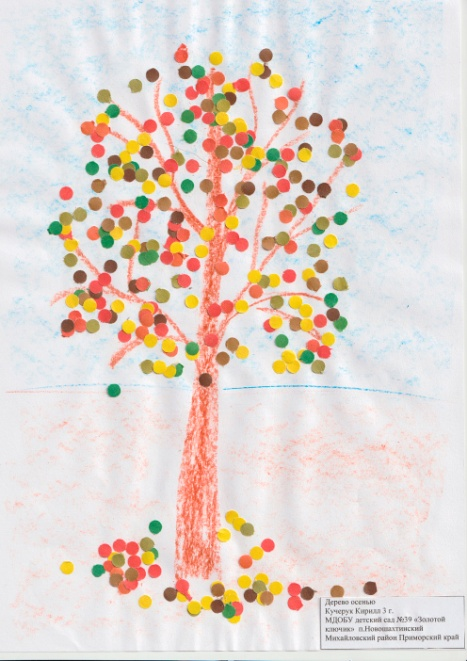 Дерево осенью
Кучерук Кирилл 3 г.
МДОБУ детский сад №39 «Золотой
ключик» п.Новошахтинский
Михайловский район Приморский край